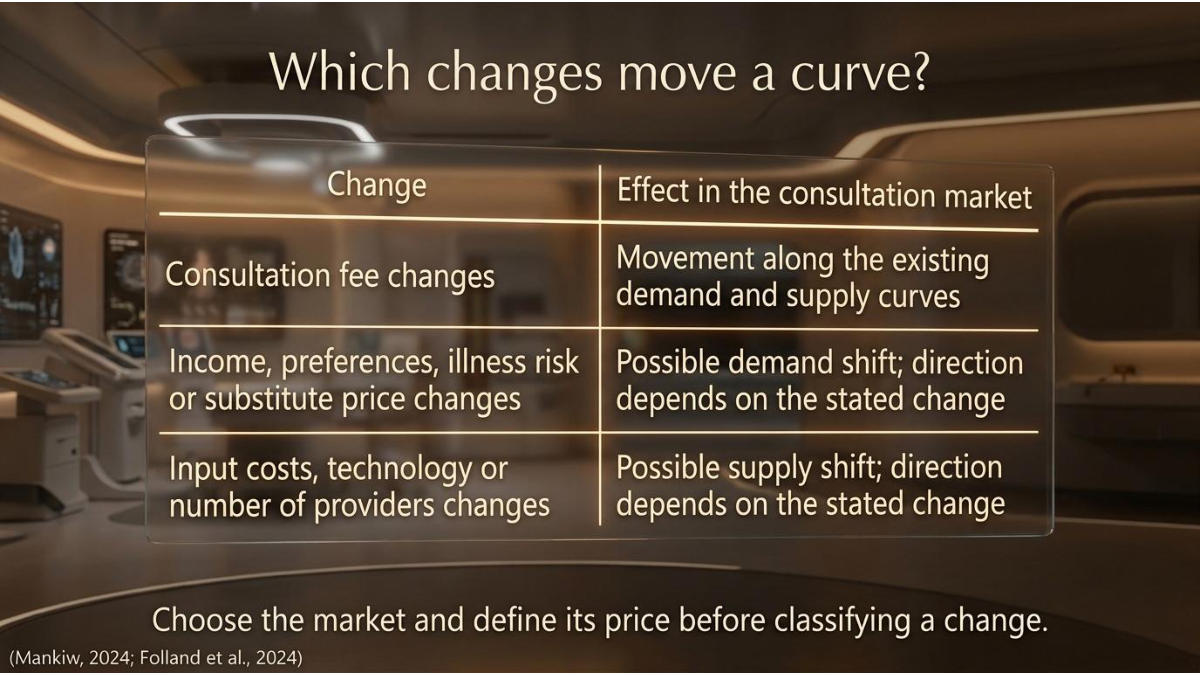 Which changes move a curve?
Change
Effect in the consultation market
Consultation fee changes
Movement along the existing
demand and supply curves
Income, preferences, illness risk
or substitute price changes
Possible demand shift; direction
depends on the stated change
Input costs, technology or
number of providers changes
Possible supply shift; direction
depends on the stated change
Choose the market and define its price before classifying a change.
(Mankiw, 2024; Folland et al., 2024)